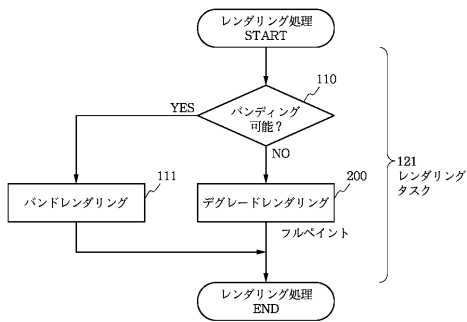 レンダリング処理
START
110
バンディング
可能?
YES
NO
111
バンドレンダリング
200
デグレードレンダリング
フルペイント
121
レンダリング
タスク
レンダリング処理
END